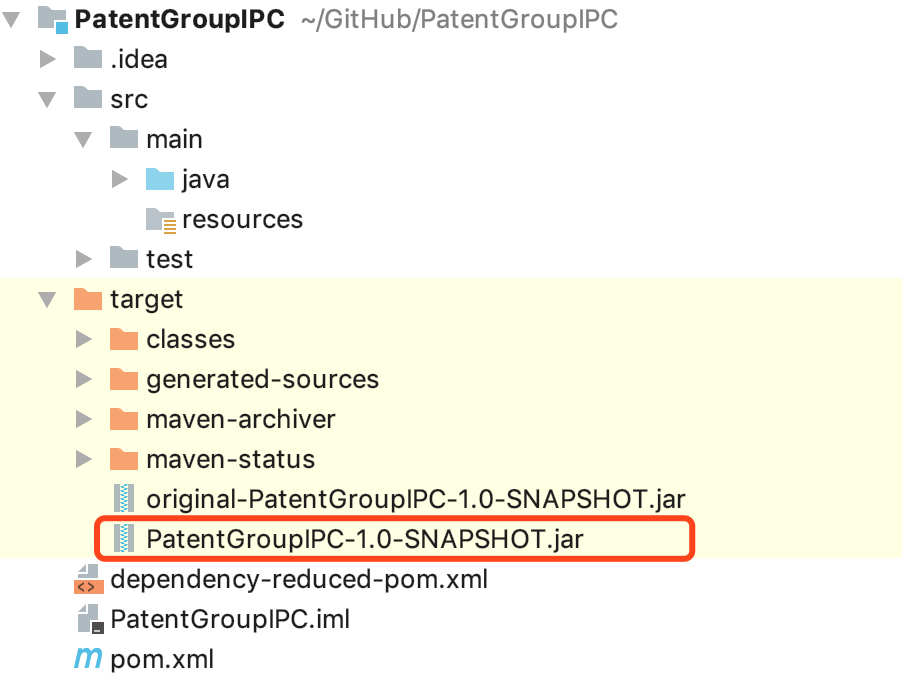 PatentGroupIPC ~/GitHub/PatentGroupIPC
.idea
src
main
java
resources
test
target
classes
generated-sources
maven-archiver
maven-status
original-PatentGroupIPC-1.0-SNAPSHOT.jar
PatentGroupIPC-1.0-SNAPSHOT.jar
dependency-reduced-pom.xml
PatentGroupIPC.iml
pom.xml